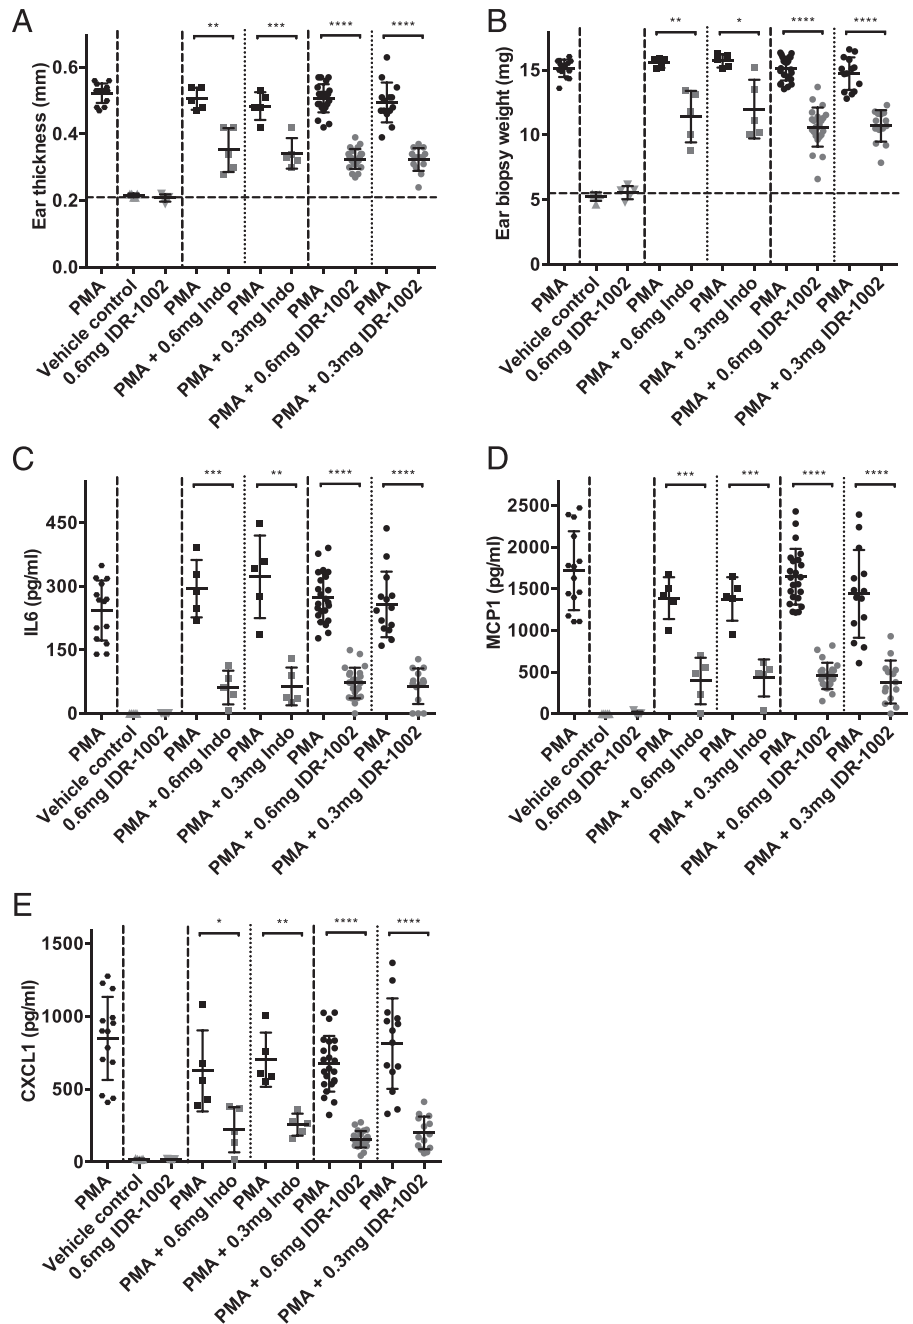 A
** *** **** ****
Ear thickness (mm)
0.6
0.4
0.2
0.0
PMA
Vehicle control
0.6mg IDR-1002
PMA
PMA + 0.6mg Indo
PMA
PMA + 0.3mg Indo
PMA
PMA + 0.6mg IDR-1002
PMA
PMA + 0.3mg IDR-1002
B
** * **** ****
Ear biopsy weight (mg)
15
10
5
0
PMA
Vehicle control
0.6mg IDR-1002
PMA
PMA + 0.6mg Indo
PMA
PMA + 0.3mg Indo
PMA
PMA + 0.6mg IDR-1002
PMA
PMA + 0.3mg IDR-1002
C
*** ** **** ****
IL6 (pg/ml)
450
300
150
0
PMA
Vehicle control
0.6mg IDR-1002
PMA
PMA + 0.6mg Indo
PMA
PMA + 0.3mg Indo
PMA
PMA + 0.6mg IDR-1002
PMA
PMA + 0.3mg IDR-1002
D
*** *** **** ****
MCP1 (pg/ml)
2500
2000
1500
1000
500
0
PMA
Vehicle control
0.6mg IDR-1002
PMA
PMA + 0.6mg Indo
PMA
PMA + 0.3mg Indo
PMA
PMA + 0.6mg IDR-1002
PMA
PMA + 0.3mg IDR-1002
E
* ** **** ****
CXCL1 (pg/ml)
1500
1000
500
0
PMA
Vehicle control
0.6mg IDR-1002
PMA
PMA + 0.6mg Indo
PMA
PMA + 0.3mg Indo
PMA
PMA + 0.6mg IDR-1002
PMA
PMA + 0.3mg IDR-1002